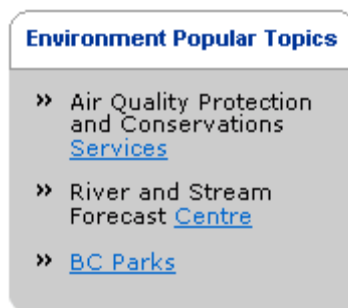 Environment Popular Topics
» Air Quality Protection
and Conservations
Services
» River and Stream
Forecast Centre
» BC Parks